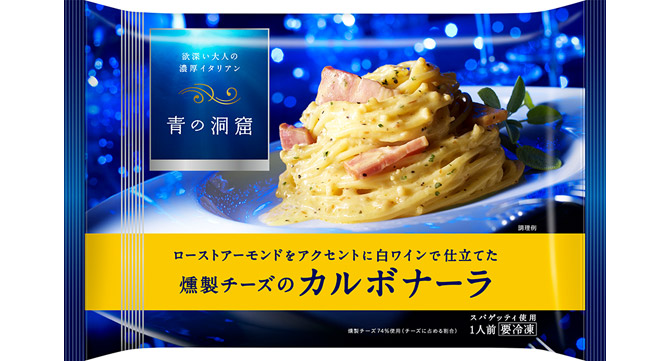 欲深い大人の
濃厚イタリアン
青の洞窟
調理例
ローストアーモンドをアクセントに白ワインで仕立てた
燻製チーズのカルボナーラ
スパゲッティ使用
燻製チーズ74%使用(チーズに占める割合)
1人前 要冷凍